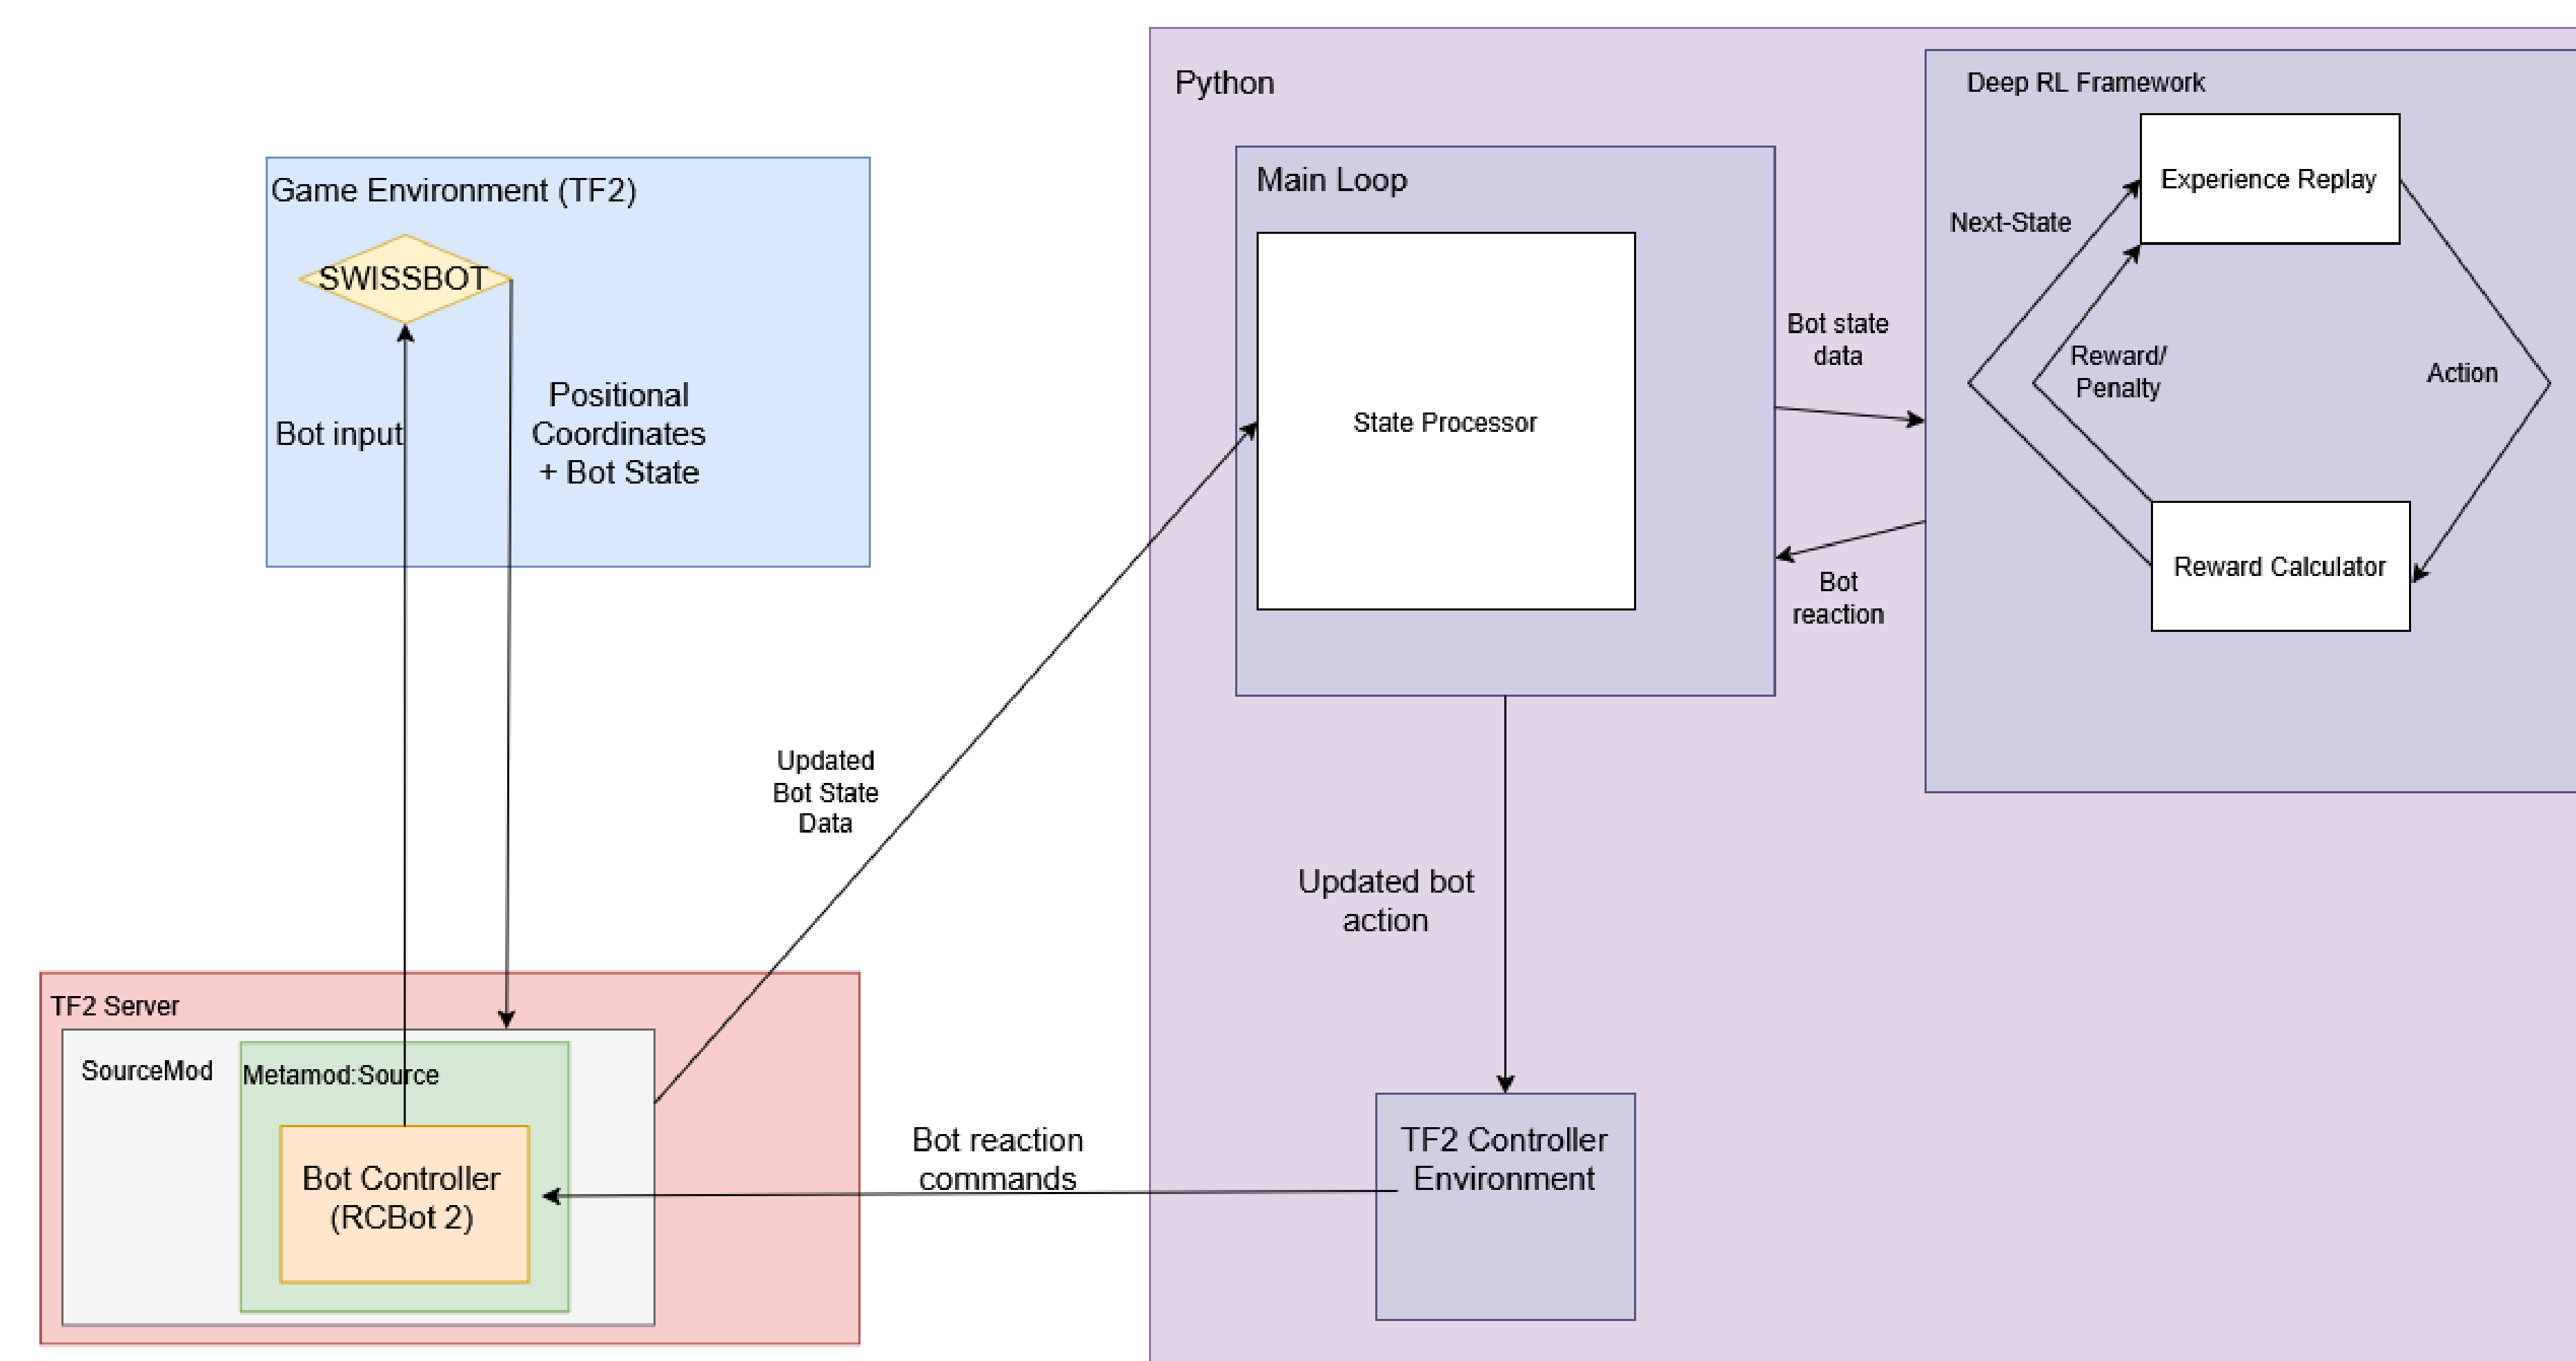 Python
Deep RL Framework
Experience Replay
Next-State
Reward/
Penalty
Action
Reward Calculator
Main Loop
State Processor
Bot state
data
Bot
reaction
Game Environment (TF2)
SWISSBOT
Bot input
Positional
Coordinates
+ Bot State
Updated
Bot State
Data
Updated bot
action
TF2 Server
SourceMod
Metamod:Source
Bot Controller
(RCBot 2)
Bot reaction
commands
TF2 Controller
Environment